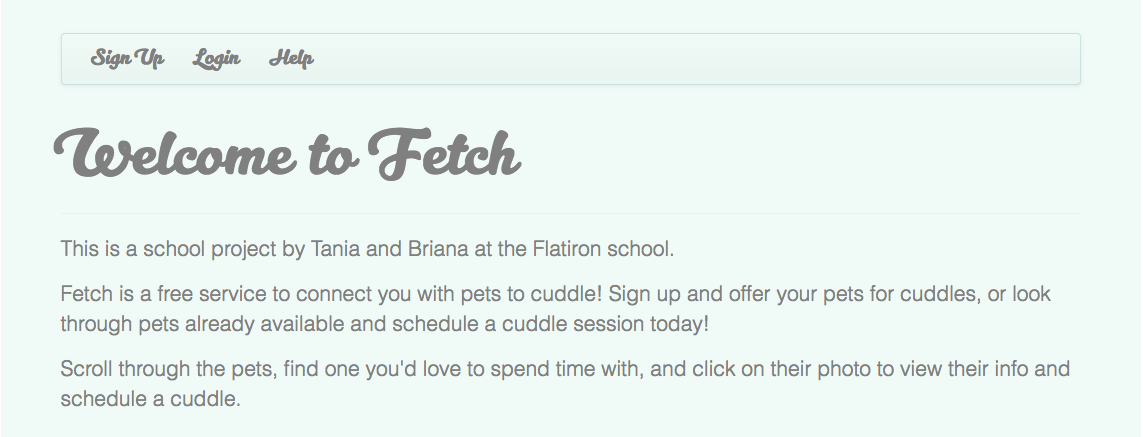 Sign Up Login Help
Welcome to Fetch
This is a school project by Tania and Briana at the Flatiron school.
Fetch is a free service to connect you with pets to cuddle! Sign up and offer your pets for cuddles, or look
through pets already available and schedule a cuddle session today!
Scroll through the pets, find one you'd love to spend time with, and click on their photo to view their info and
schedule a cuddle.